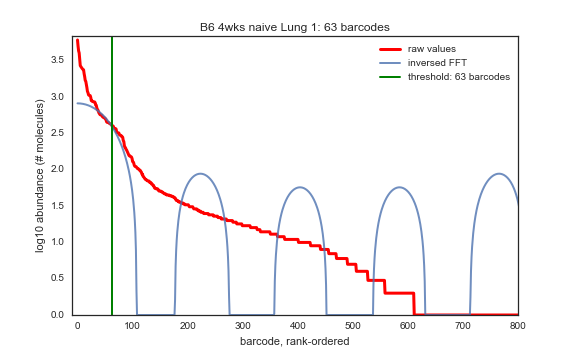 B6 4wks naive Lung 1: 63 barcodes
raw values
inversed FFT
threshold: 63 barcodes
log10 abundance (# molecules)
3.5
3.0
2.5
2.0
1.5
1.0
0.5
0.0
0 100 200 300 400 500 600 700 800
barcode, rank-ordered